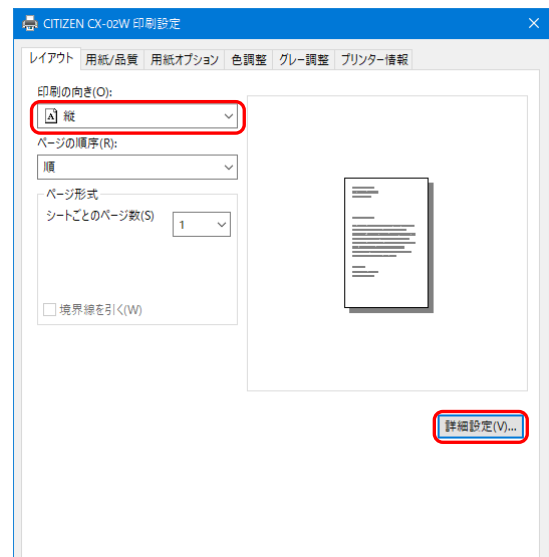 CITIZEN CX-02W 印刷設定
レイアウト 用紙/品質 用紙オプション 色調整 グレー調整 プリンター情報
印刷の向き(O):
縦
ページの順序(R):
順
ページ形式
シートごとのページ数(S)
1
境界線を引く(W)
詳細設定(V)...